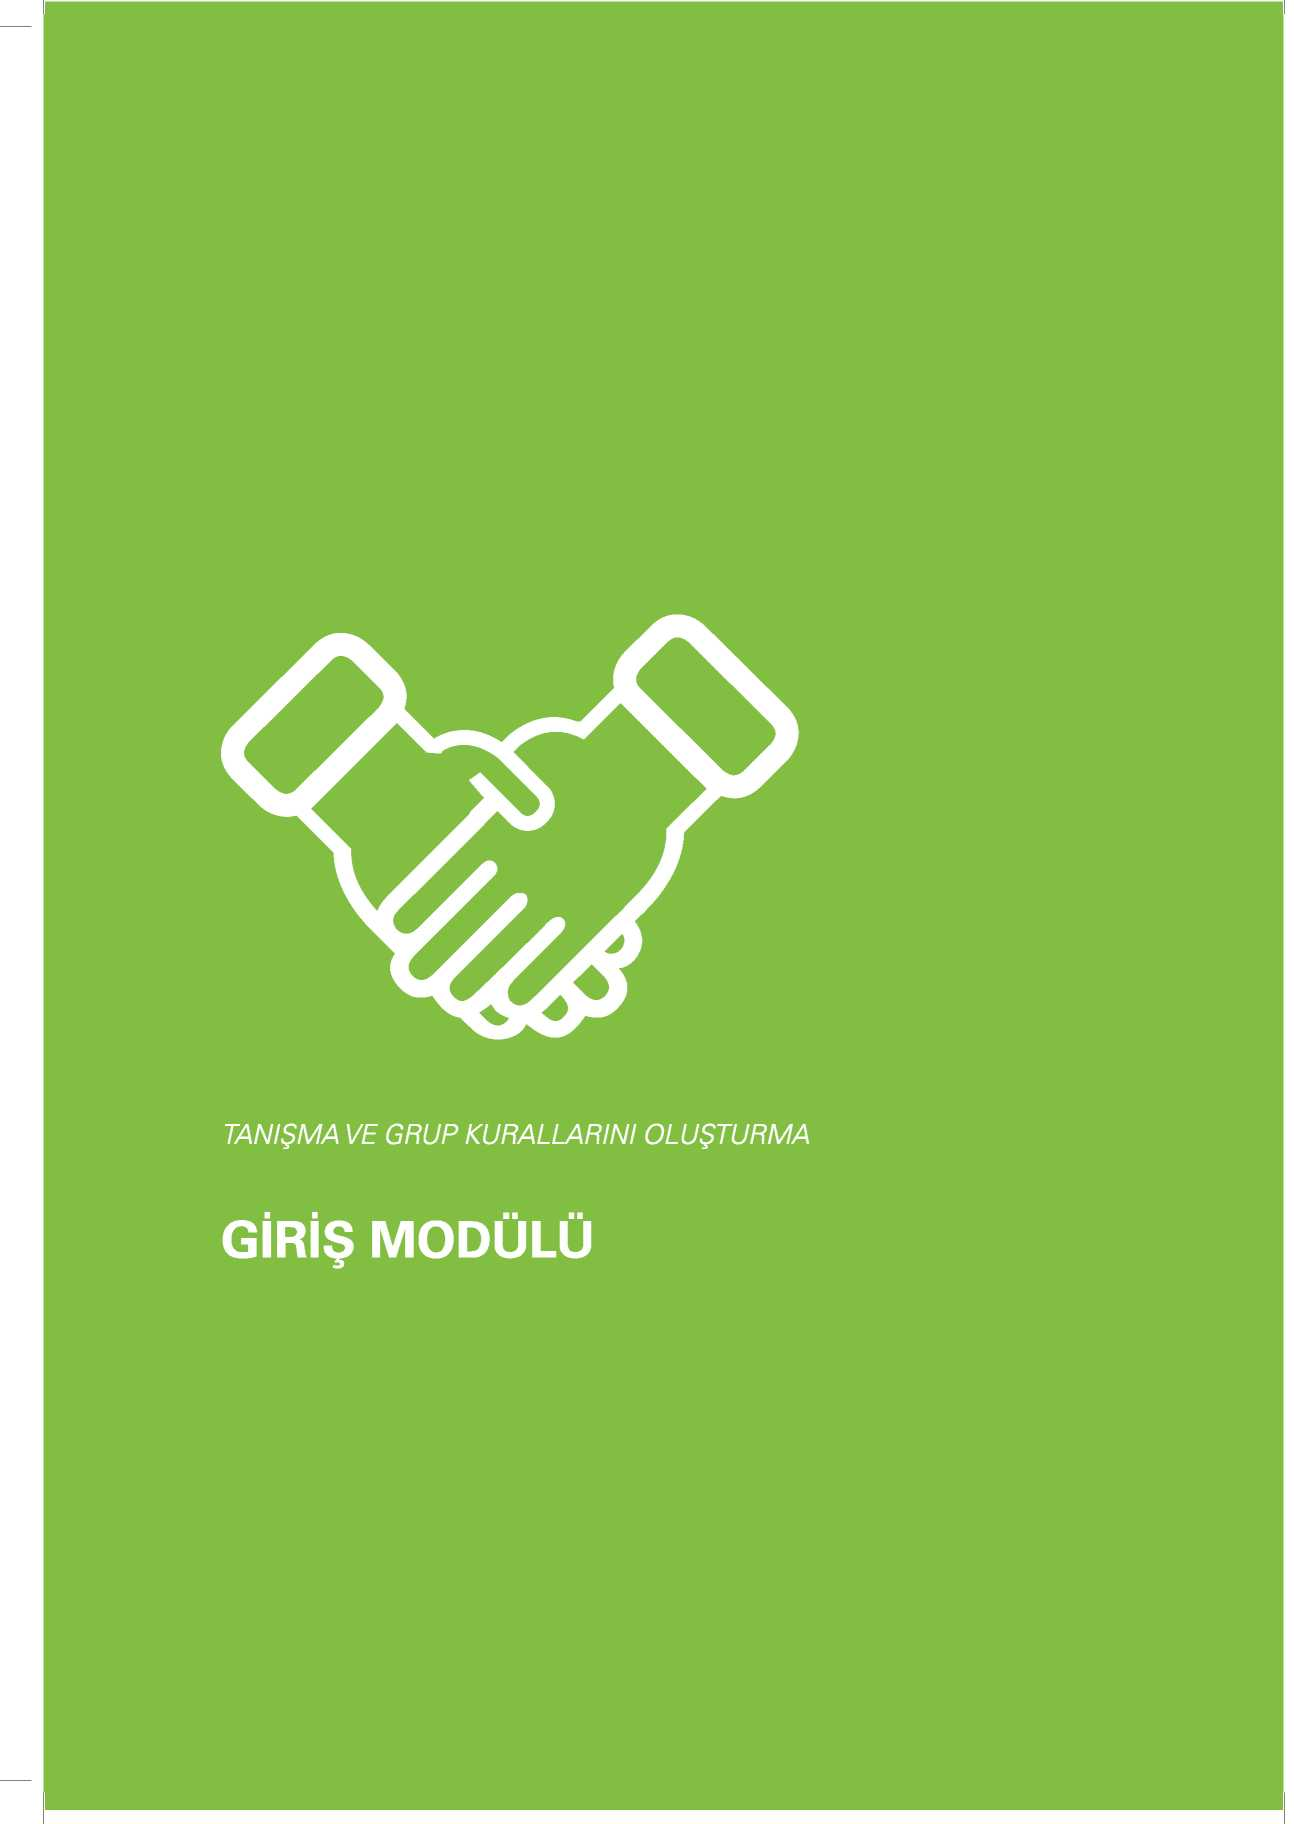 TANIŞMA VE GRUP KURALLARINI OLUŞTURMA
GİRİŞ MODÜLÜ